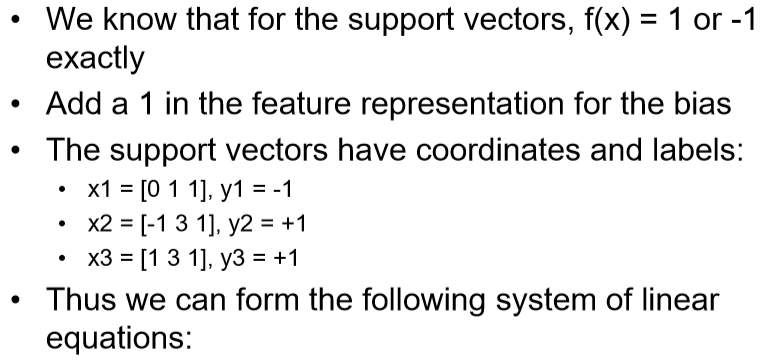 • We know that for the support vectors, f(x) = 1 or -1
exactly
• Add a 1 in the feature representation for the bias
• The support vectors have coordinates and labels:
• x1 = [0 1 1], y1 = -1
• x2 = [-1 3 1], y2 = +1
• x3 = [1 3 1], y3 = +1
• Thus we can form the following system of linear
equations: